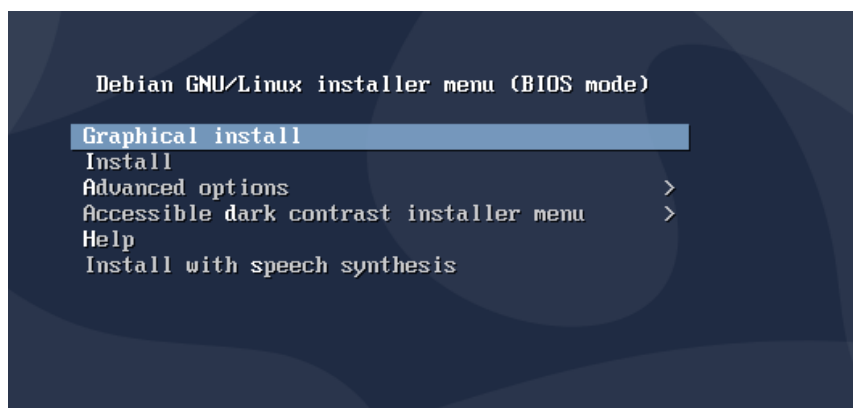 Debian GNU/Linux installer menu (BIOS mode)
Graphical install
Install
Advanced options >
Accessible dark contrast installer menu >
Help
Install with speech synthesis